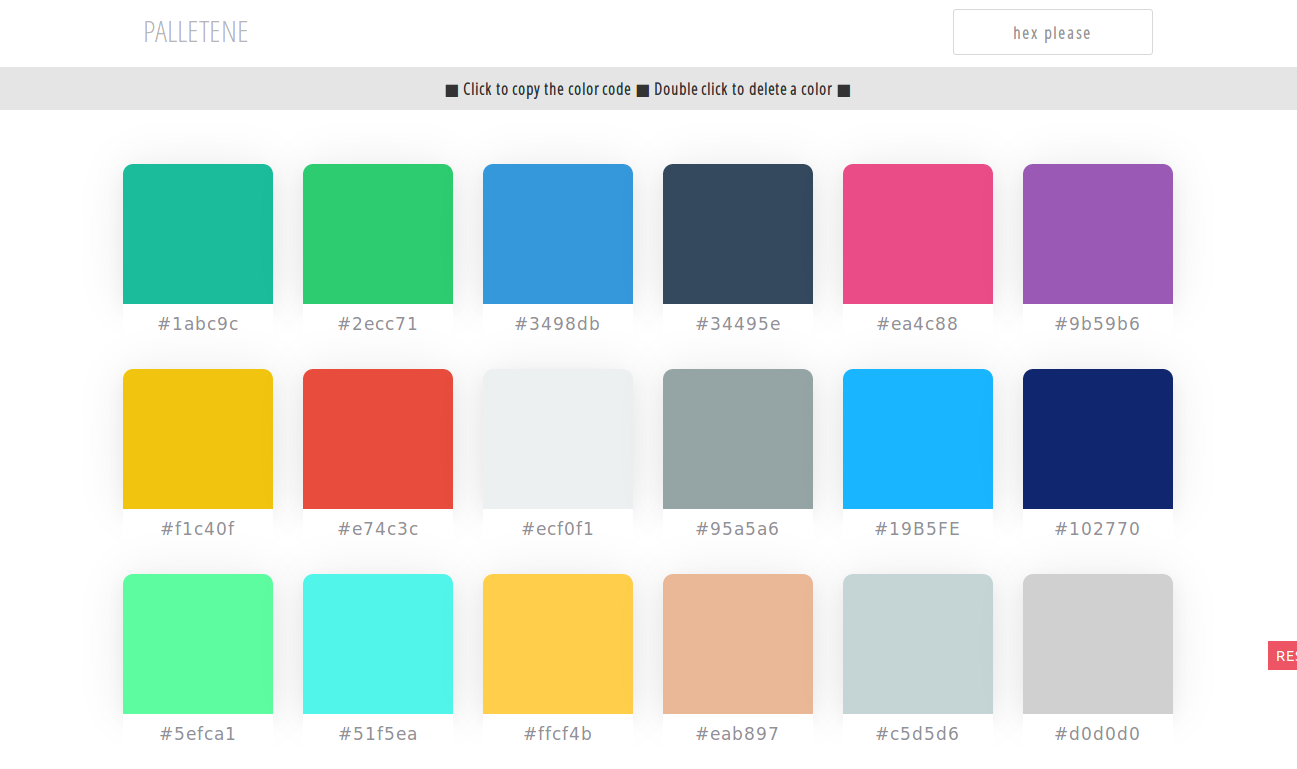 PALLETENE
hex please
■ Click to copy the color code ■ Double click to delete a color ■
#1abc9c #2ecc71 #3498db #34495e #ea4c88 #9b59b6
#f1c40f #e74c3c #ecf0f1 #95a5a6 #19B5FE #102770
RES
#5efca1 #51f5ea #ffcf4b #eab897 #c5d5d6 #d0d0d0